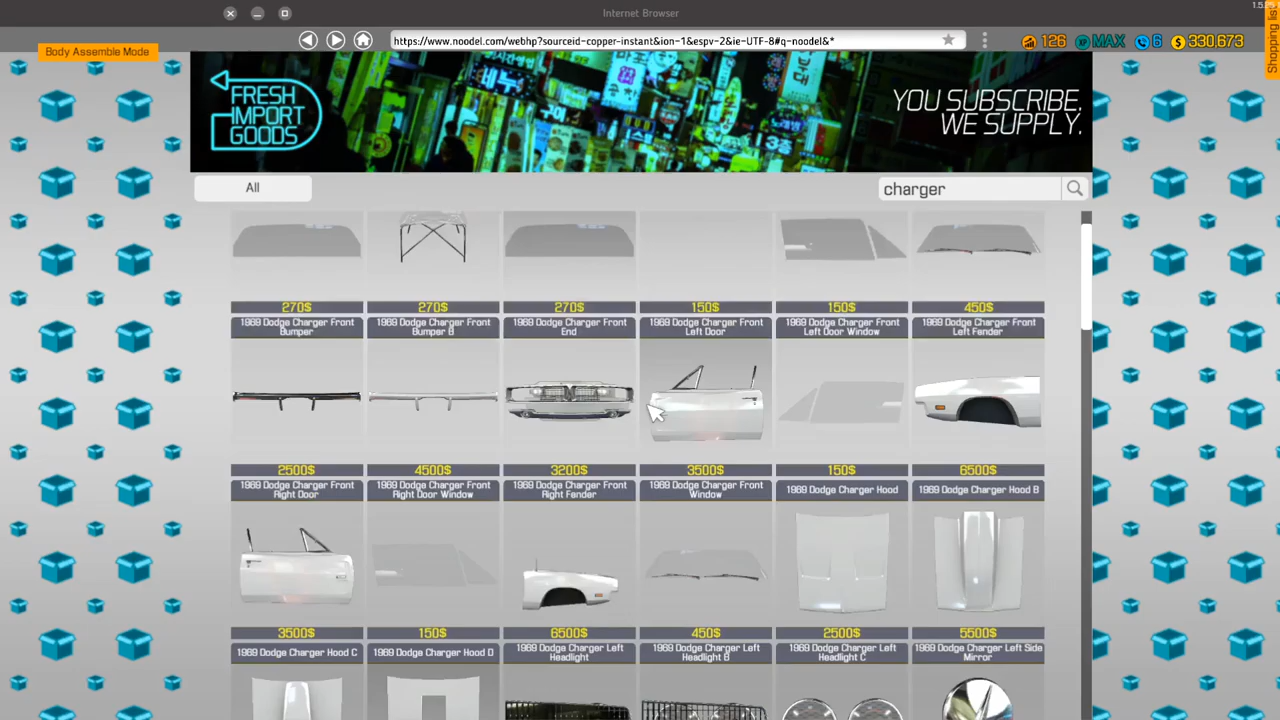 Internet Browser
1.5.
Body Assemble Mode
https://www.noodel.com/webhp?sourceid=copper-instant&ion-1&espv-2&ie-UTF-8#q-noodel&*
126
XP
MAX
6
$ 330,673
Shopping list
FRESH
IMPORT
GOODS
YOU SUBSCRIBE.
WE SUPPLY.
All
charger
270$
270$
270$
150$
150$
450$
1969 Dodge Charger Front
Bumper
1969 Dodge Charger Front
Bumper B
1969 Dodge Charger Front
End
1969 Dodge Charger Front
Left Door
1969 Dodge Charger Front
Left Door Window
1969 Dodge Charger Front
Left Fender
2500$
4500$
3200$
3500$
150$
6500$
1969 Dodge Charger Front
Right Door
1969 Dodge Charger Front
Right Door Window
1969 Dodge Charger Front
Right Fender
1969 Dodge Charger Front
Window
1969 Dodge Charger Hood
1969 Dodge Charger Hood B
3500$
150$
6500$
450$
2500$
5500$
1969 Dodge Charger Hood C
1969 Dodge Charger Hood D
1969 Dodge Charger Left
Headlight
1969 Dodge Charger Left
Headlight B
1969 Dodge Charger Left
Headlight C
1969 Dodge Charger Left Side
Mirror